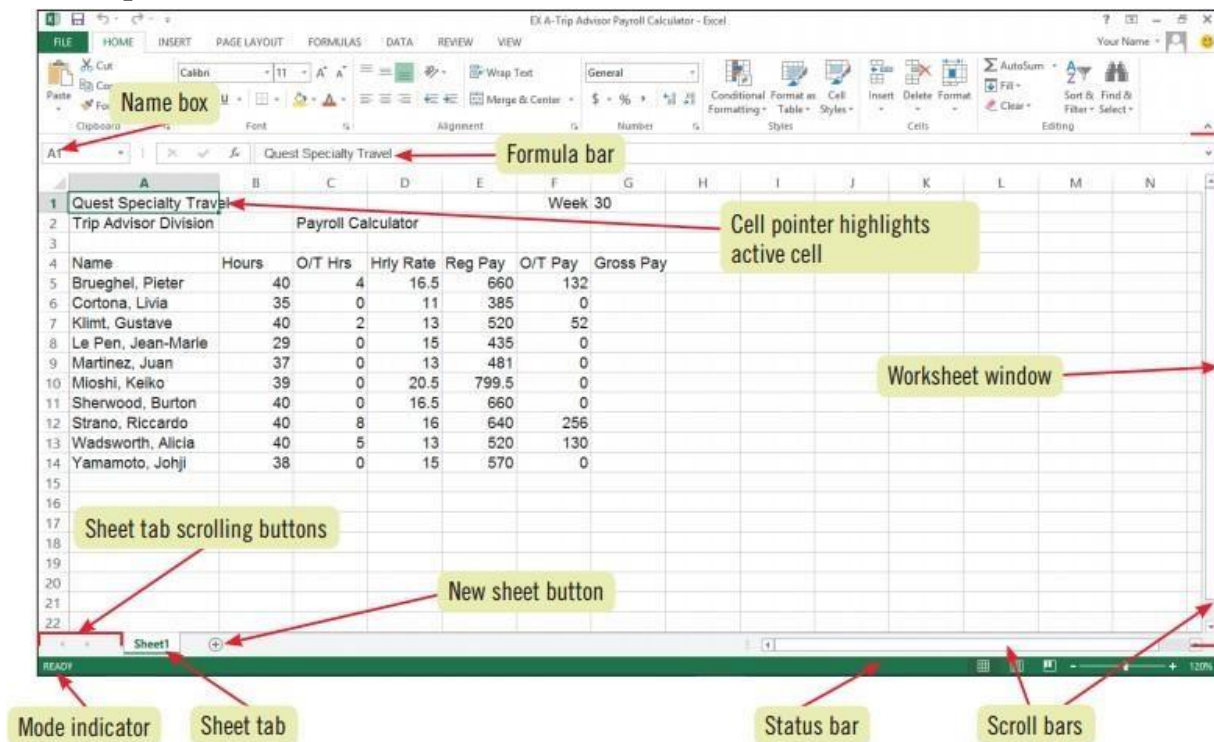 EX A-Trip Advisor Payroll Calculator - Excel
FILE HOME INSERT PAGE LAYOUT FORMULAS DATA REVIEW VIEW Your Name
Paste Cut Calibri 11 Wrap Text General Conditional Formatting Format as Table Cell Styles Insert Delete Format AutoSum Fill Clear Sort & Filter Find & Select
Merge & Center $ %
Clipboard Font Alignment Number Styles Cells Editing
Name box
A1 fx Quest Specialty Travel
Formula bar
A B C D E F G H I J K L M N
1 Quest Specialty Travel Week 30
2 Trip Advisor Division Payroll Calculator
Cell pointer highlights
active cell
3
4 Name Hours O/T Hrs Hrly Rate Reg Pay O/T Pay Gross Pay
5 Brueghel, Pieter 40 4 16.5 660 132
6 Cortona, Livia 35 0 11 385 0
7 Klimt, Gustave 40 2 13 520 52
8 Le Pen, Jean-Marie 29 0 15 435 0
9 Martinez, Juan 37 0 13 481 0
10 Mioshi, Keiko 39 0 20.5 799.5 0
Worksheet window
11 Sherwood, Burton 40 0 16.5 660 0
12 Strano, Riccardo 40 8 16 640 256
13 Wadsworth, Alicia 40 5 13 520 130
14 Yamamoto, Johji 38 0 15 570 0
15
16
17
Sheet tab scrolling buttons
18
19
20
New sheet button
21
22
Sheet1
READY 120%
Mode indicator Sheet tab Status bar Scroll bars